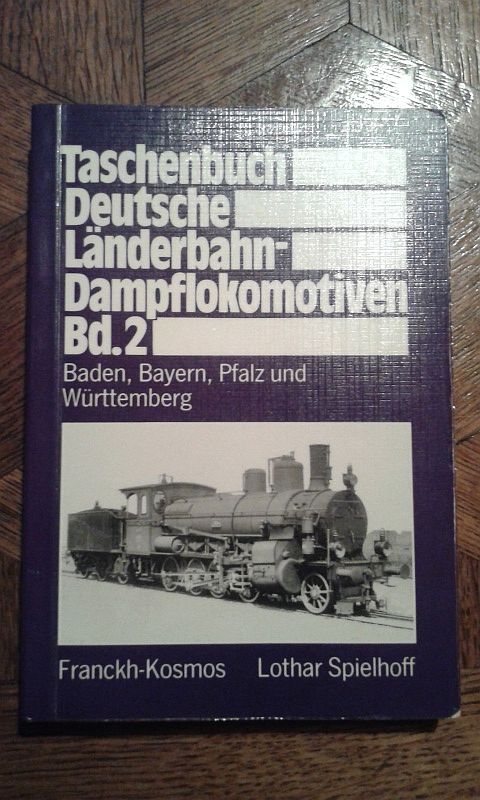 Taschenbuch
Deutsche
Länderbahn-
Dampflokomotiven
Bd.2
Baden, Bayern, Pfalz und
Württemberg
Franckh-Kosmos Lothar Spielhoff